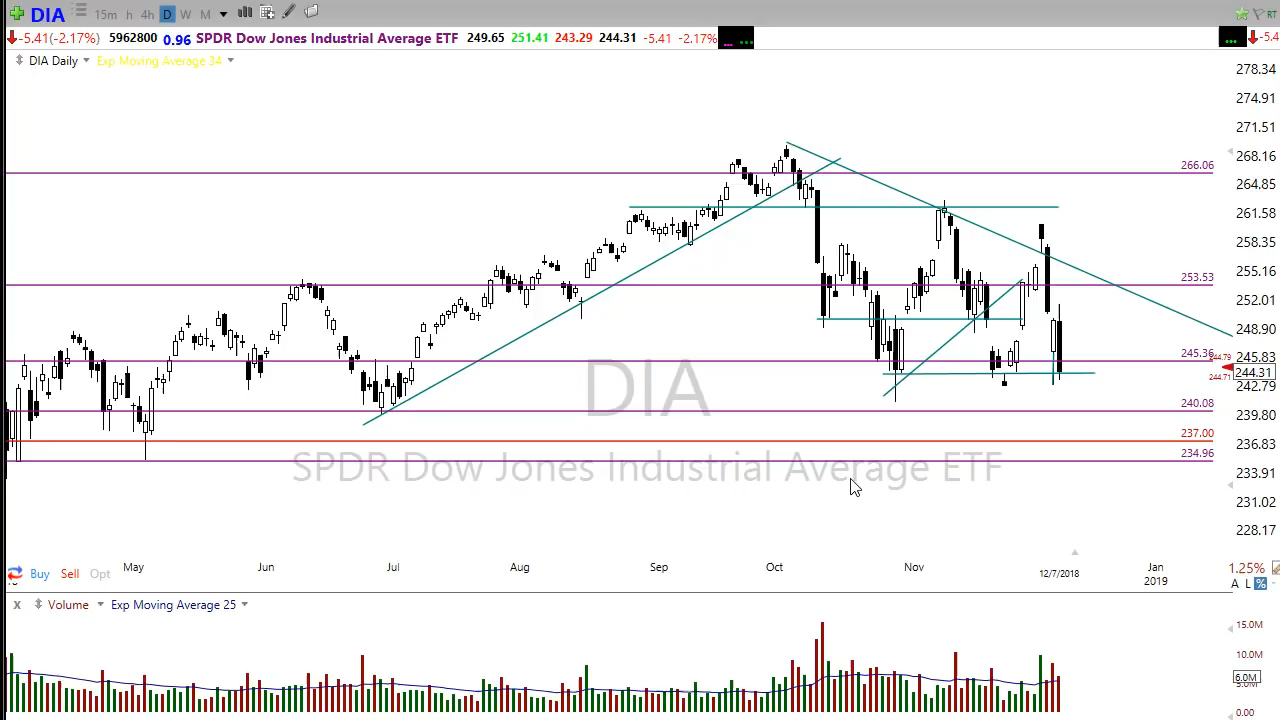 DIA 15m h 4h D W M RT
-5.41(-2.17%) 5962800 0.96 SPDR Dow Jones Industrial Average ETF 249.65 251.41 243.29 244.31 -5.41 -2.17% ... ... -5.4
DIA Daily Exp Moving Average 34
278.34
274.91
271.51
268.16
266.06
264.85
261.58
258.35
255.16
253.53
252.01
248.90
245.36 244.79 245.83
244.71 244.31
242.79
240.08
239.80
237.00
236.83
234.96
233.91
231.02
228.17
DIA
SPDR Dow Jones Industrial Average ETF
Buy Sell Opt May Jun Jul Aug Sep Oct Nov 12/7/2018 Jan 1.25%
2019 A L %
X Volume Exp Moving Average 25
15.0M
10.0M
6.0M
0.00